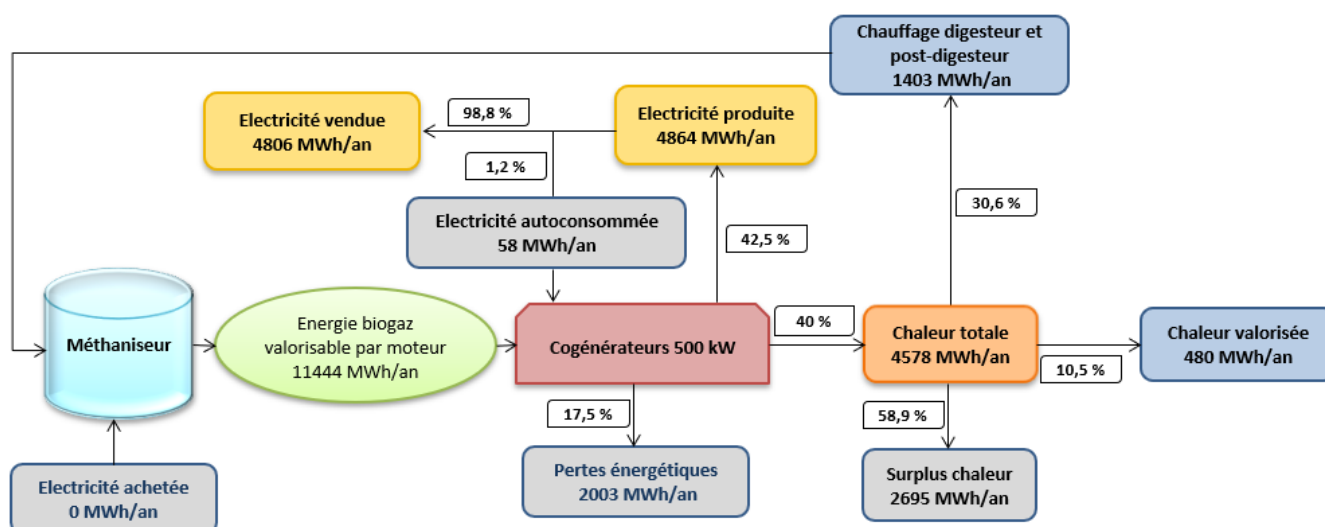 Chauffage digesteur et
post-digesteur
1403 MWh/an
Electricité vendue
4806 MWh/an
98,8 %
Electricité produite
4864 MWh/an
1,2 %
Electricité autoconsommée
58 MWh/an
42,5 %
30,6 %
Méthaniseur
Energie biogaz
valorisable par moteur
11444 MWh/an
Cogénérateurs 500 kW
40 %
Chaleur totale
4578 MWh/an
10,5 %
Chaleur valorisée
480 MWh/an
17,5 %
58,9 %
Electricité achetée
0 MWh/an
Pertes énergétiques
2003 MWh/an
Surplus chaleur
2695 MWh/an